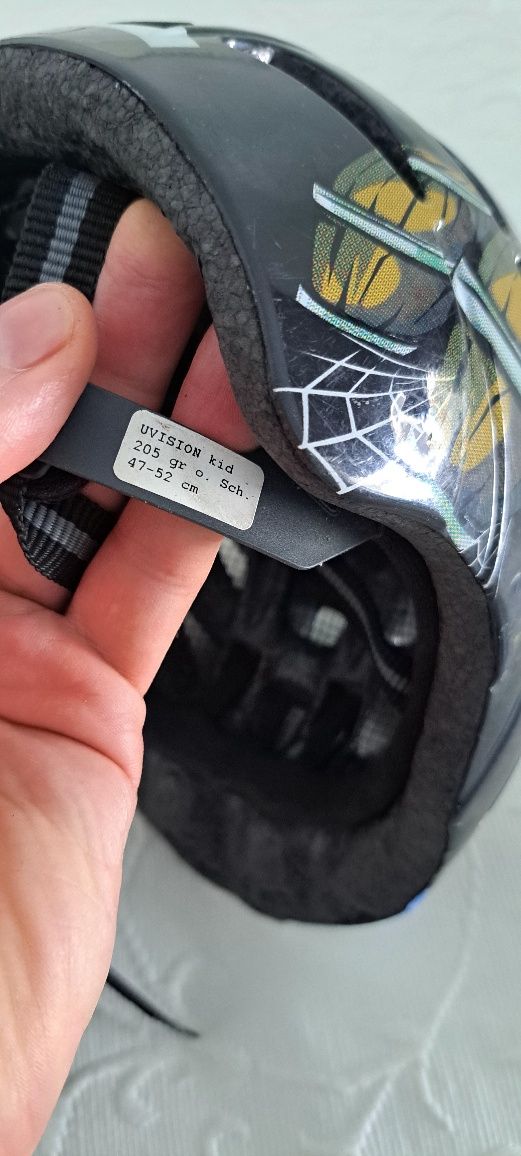 UVISION kid
205 gr o. Sch.
47-52 cm